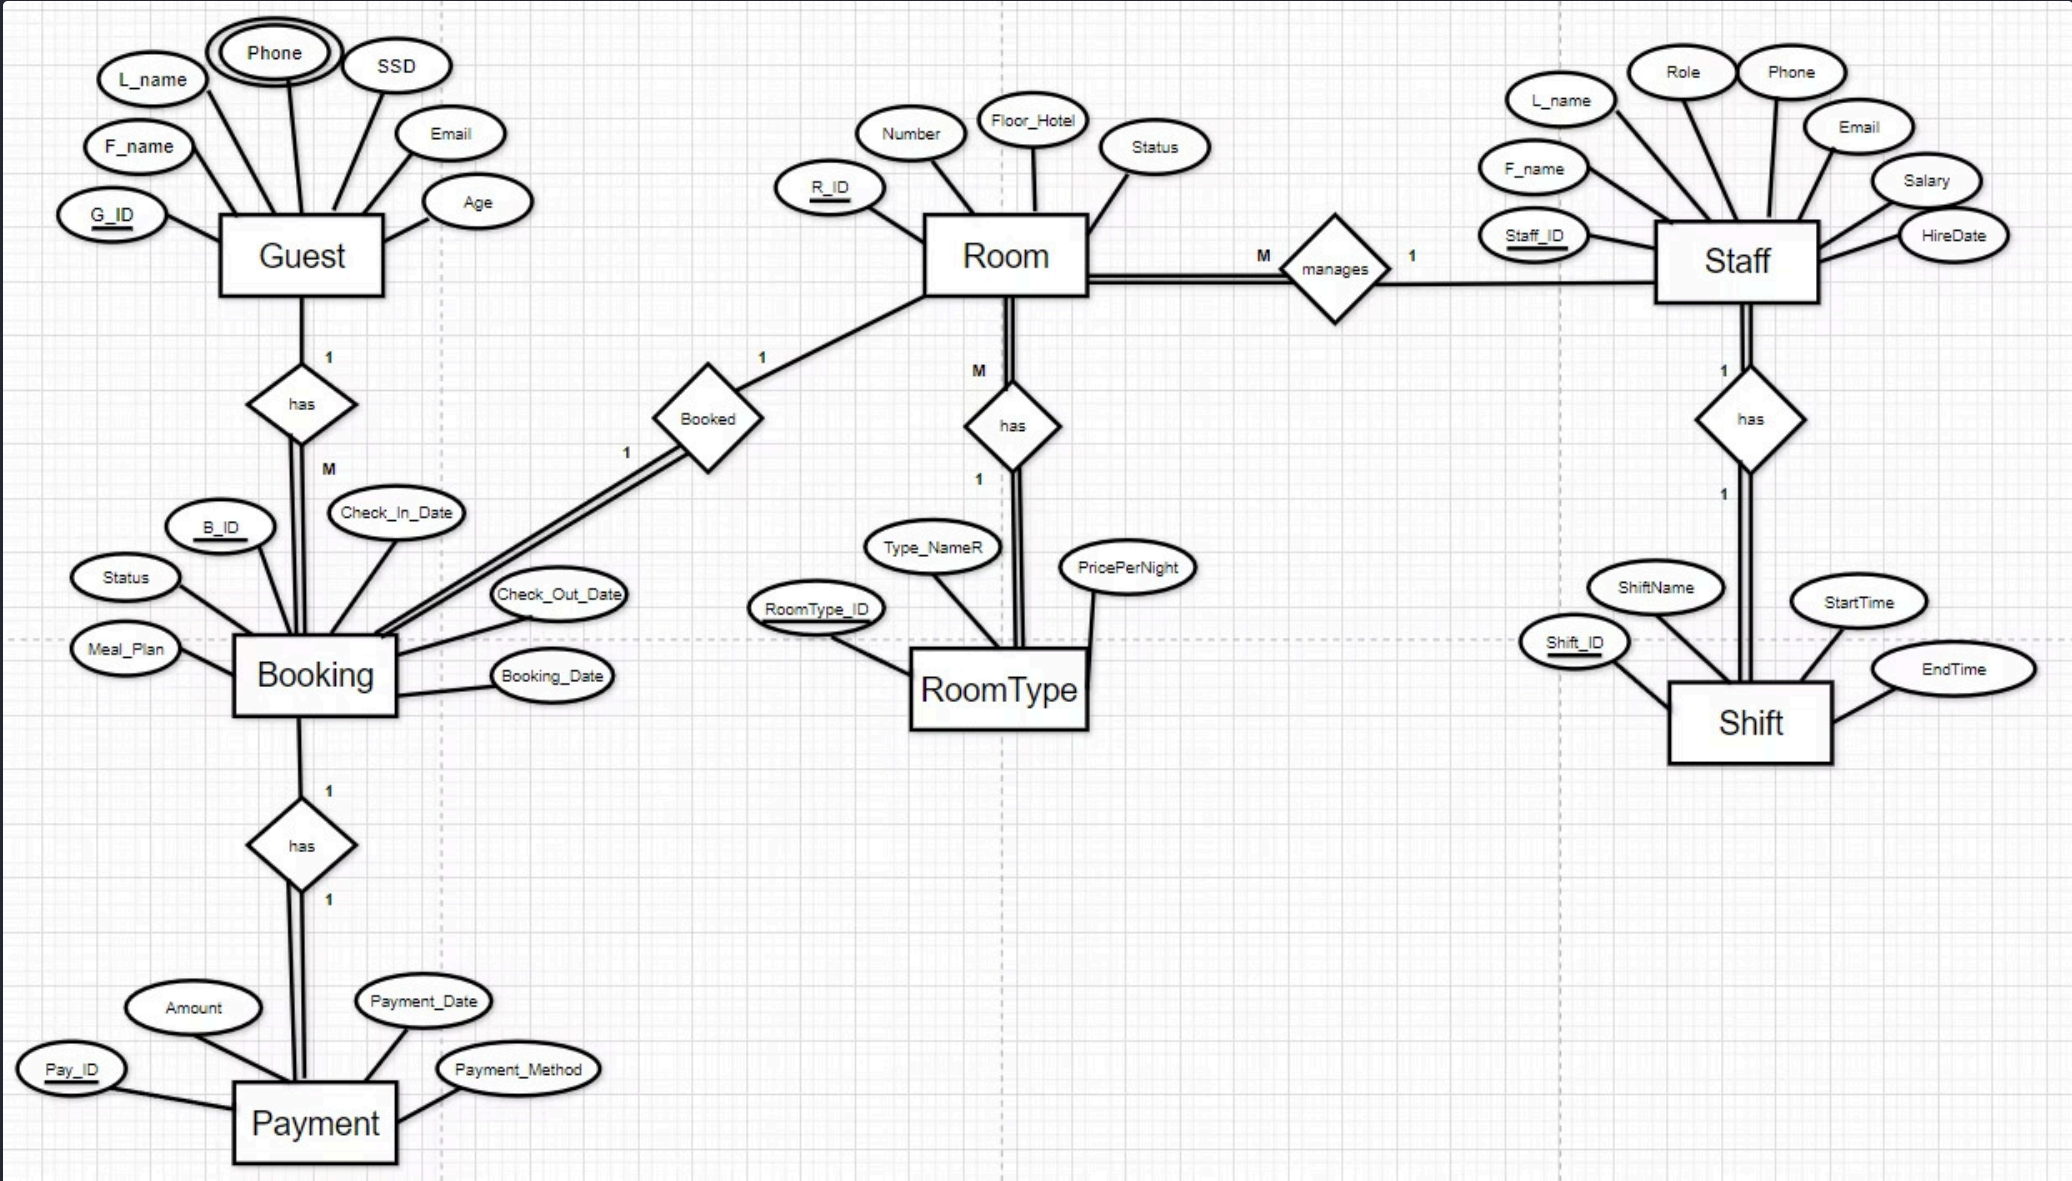 Phone
SSD
L_name
Email
F_name
Age
G_ID
Guest
Number
Floor_Hotel
Status
R_ID
Room
M
manages
1
Role
Phone
L_name
Email
F_name
Salary
Staff_ID
HireDate
Staff
1
has
M
1
Booked
1
M
has
1
1
has
1
B_ID
Check_In_Date
Status
Check_Out_Date
Meal_Plan
Booking_Date
Booking
Type_NameR
PricePerNight
RoomType_ID
RoomType
ShiftName
StartTime
Shift_ID
EndTime
Shift
1
has
1
Amount
Payment_Date
Pay_ID
Payment_Method
Payment